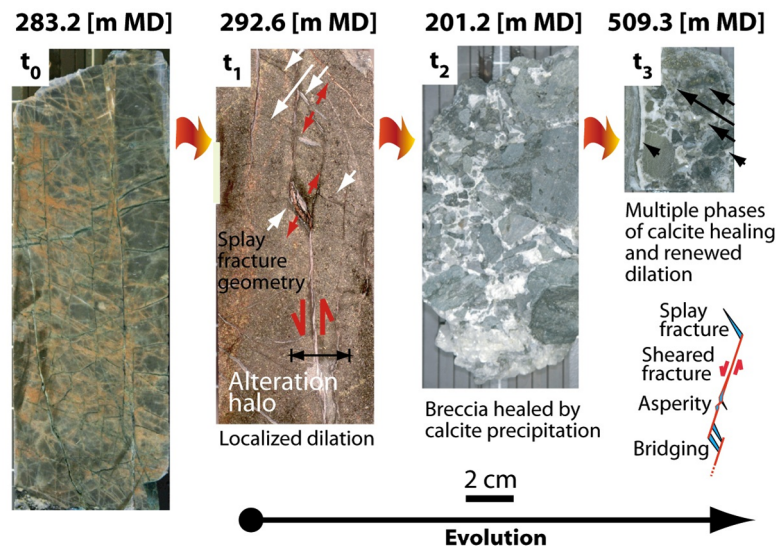 283.2 [m MD]
292.6 [m MD]
201.2 [m MD]
509.3 [m MD]
t0
t1
t2
t3
Splay
fracture
geometry
Alteration
halo
Localized dilation
Breccia healed by
calcite precipitation
Multiple phases
of calcite healing
and renewed
dilation
Splay
fracture
Sheared
fracture
Asperity
Bridging
2 cm
Evolution